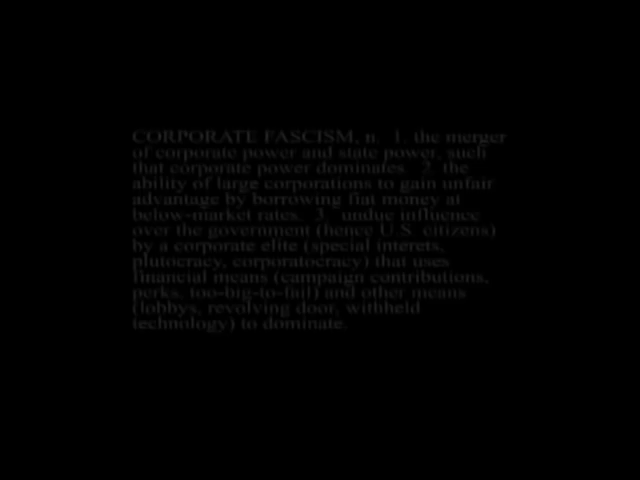 CORPORATE FASCISM, n.  1.  the merger
of corporate power and state power, such
that corporate power dominates.  2.  the
ability of large corporations to gain unfair
advantage by borrowing fiat money at
below-market rates.  3.  undue influence
over the government (hence U.S. citizens)
by a corporate elite (special interets,
plutocracy, corporatocracy) that uses
financial means (campaign contributions,
perks, too-big-to-fail) and other means
(lobbys, revolving door, withheld
technology) to dominate.